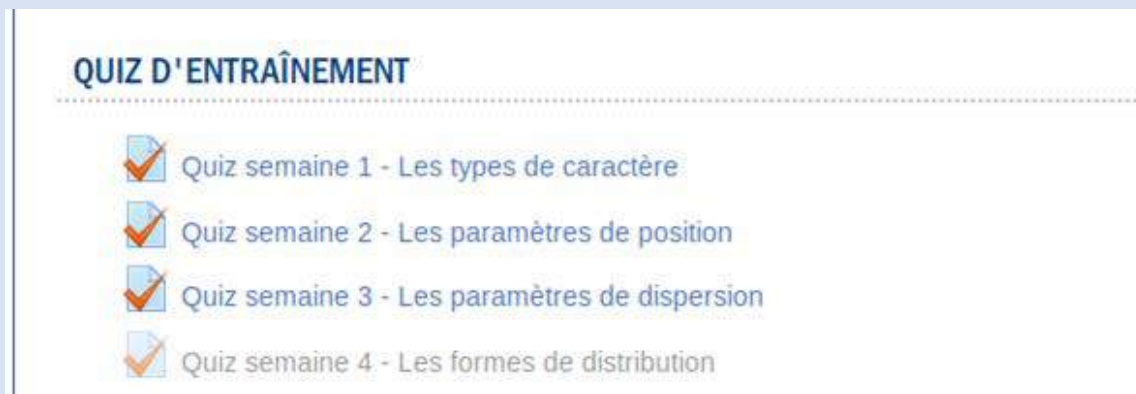 QUIZ D'ENTRAÎNEMENT
Quiz semaine 1 - Les types de caractère
Quiz semaine 2 - Les paramètres de position
Quiz semaine 3 - Les paramètres de dispersion
Quiz semaine 4 - Les formes de distribution